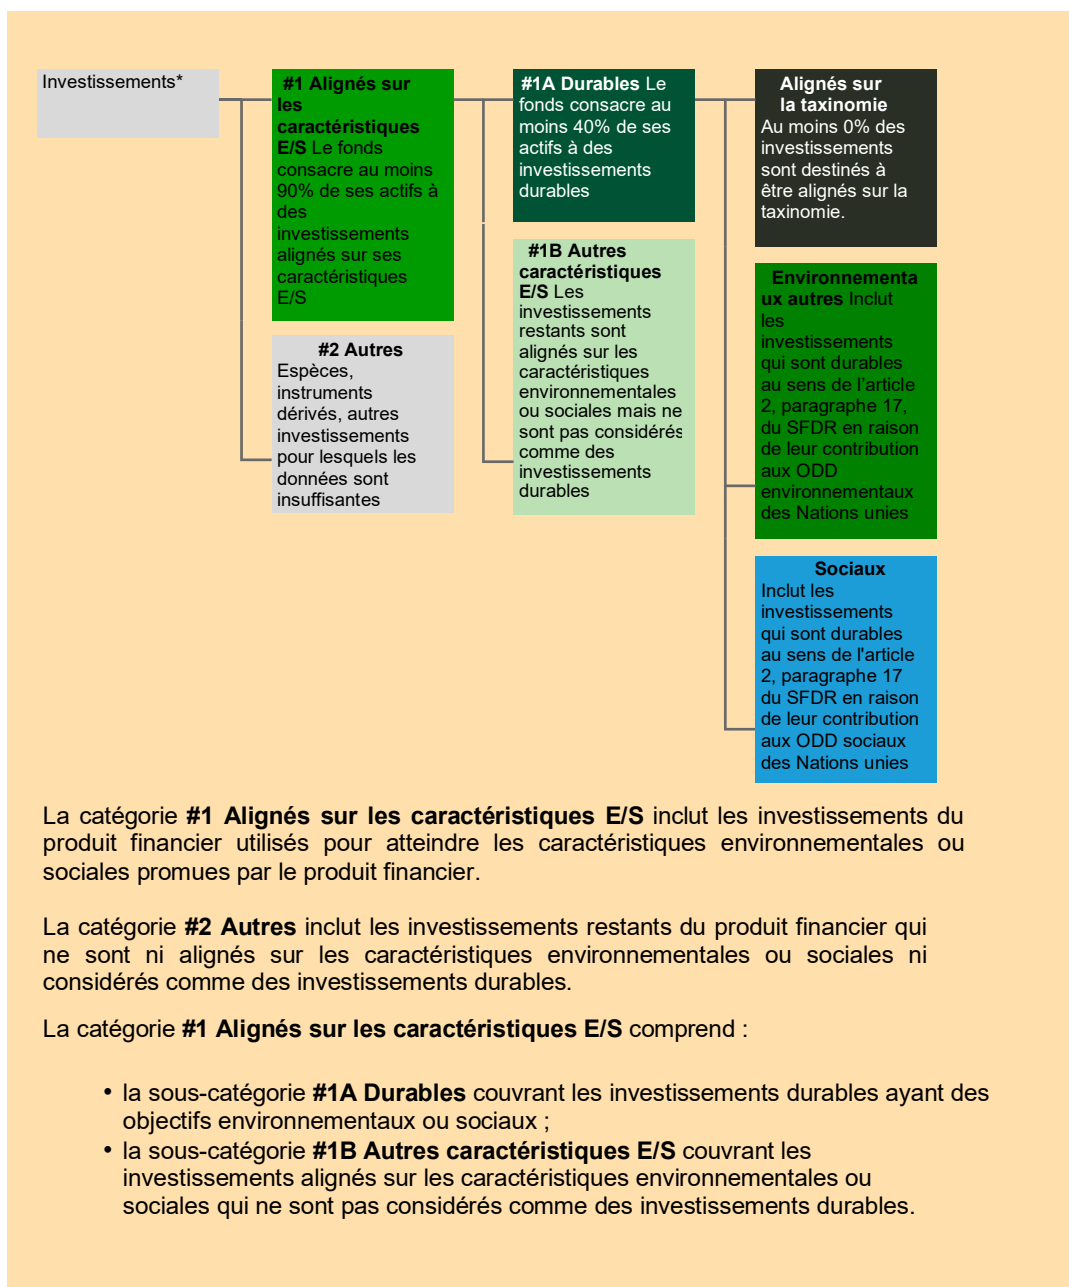 Investissements*
#1 Alignés sur
les
caractéristiques
E/S Le fonds
consacre au moins
90% de ses actifs à
des
investissements
alignés sur ses
caractéristiques
E/S
#2 Autres
Espèces,
instruments
dérivés, autres
investissements
pour lesquels les
données sont
insuffisantes
#1A Durables Le
fonds consacre au
moins 40% de ses
actifs à des
investissements
durables
#1B Autres
caractéristiques
E/S Les
investissements
restants sont
alignés sur les
caractéristiques
environnementales
ou sociales mais ne
sont pas considérés
comme des
investissements
durables
Alignés sur
la taxinomie
Au moins 0% des
investissements
sont destinés à
être alignés sur la
taxinomie.
Environnementa
ux autres Inclut
les
investissements
qui sont durables
au sens de l’article
2, paragraphe 17,
du SFDR en raison
de leur contribution
aux ODD
environnementaux
des Nations unies
Sociaux
Inclut les
investissements
qui sont durables
au sens de l'article
2, paragraphe 17
du SFDR en raison
de leur contribution
aux ODD sociaux
des Nations unies
La catégorie #1 Alignés sur les caractéristiques E/S inclut les investissements du
produit financier utilisés pour atteindre les caractéristiques environnementales ou
sociales promues par le produit financier.
La catégorie #2 Autres inclut les investissements restants du produit financier qui
ne sont ni alignés sur les caractéristiques environnementales ou sociales ni
considérés comme des investissements durables.
La catégorie #1 Alignés sur les caractéristiques E/S comprend :
• la sous-catégorie #1A Durables couvrant les investissements durables ayant des
objectifs environnementaux ou sociaux ;
• la sous-catégorie #1B Autres caractéristiques E/S couvrant les
investissements alignés sur les caractéristiques environnementales ou
sociales qui ne sont pas considérés comme des investissements durables.